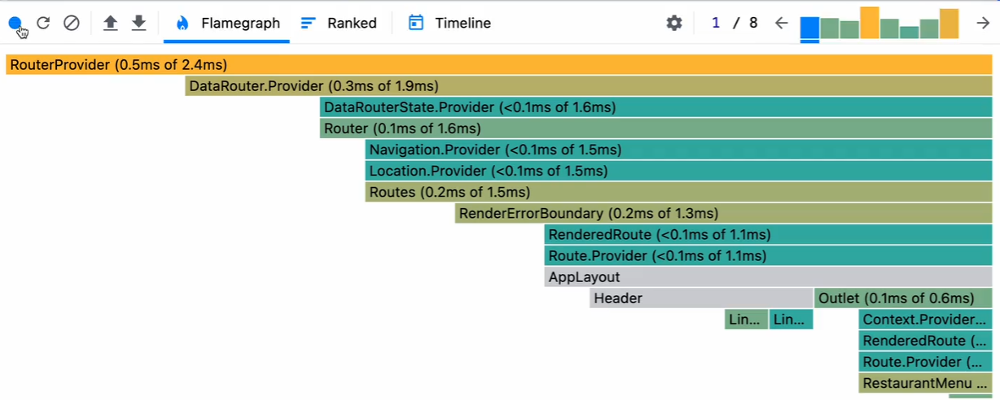 Flamegraph Ranked Timeline 1 / 8
RouterProvider (0.5ms of 2.4ms)
DataRouter.Provider (0.3ms of 1.9ms)
DataRouterState.Provider (<0.1ms of 1.6ms)
Router (0.1ms of 1.6ms)
Navigation.Provider (<0.1ms of 1.5ms)
Location.Provider (<0.1ms of 1.5ms)
Routes (0.2ms of 1.5ms)
RenderErrorBoundary (0.2ms of 1.3ms)
RenderedRoute (<0.1ms of 1.1ms)
Route.Provider (<0.1ms of 1.1ms)
AppLayout
Header Outlet (0.1ms of 0.6ms)
Lin... Lin... Context.Provider...
RenderedRoute (...
Route.Provider (...
RestaurantMenu ...